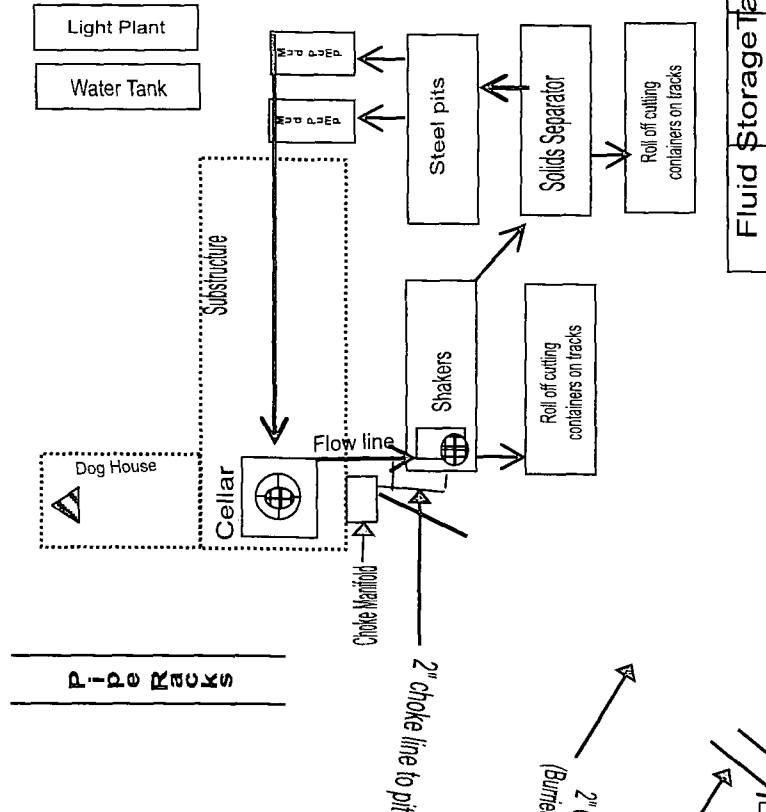 Light Plant
Water Tank
Mud Pump
Mud Pump
Steel pits
Solids Separator
Roll off cutting
containers on tracks
Fluid Storage Ta
Substructure
Shakers
Roll off cutting
containers on tracks
Flow line
Dog House
Cellar
Choke Manifold
Pipe Racks
2" choke line to pit
2"
(Burrie